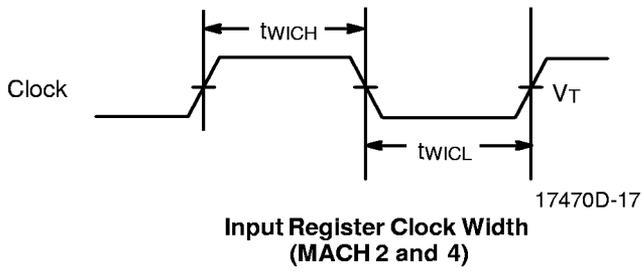 tWICH
Clock
VT
tWICL
17470D-17
Input Register Clock Width
(MACH 2 and 4)